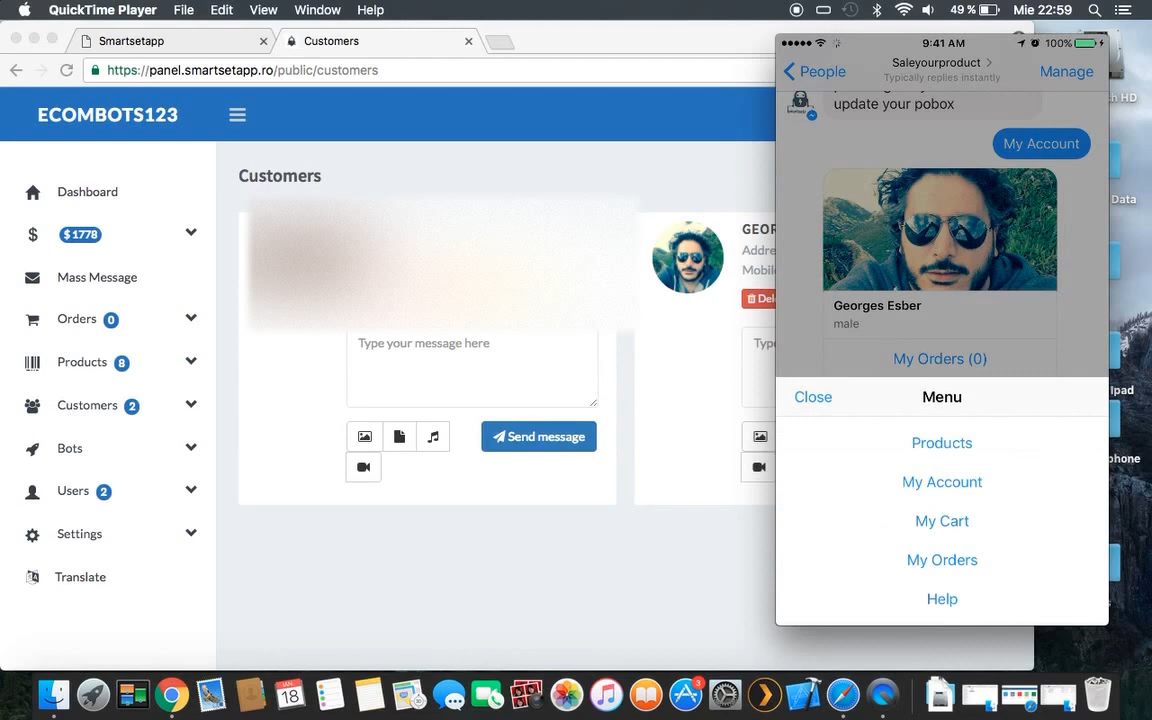 QuickTime Player File Edit View Window Help
49 % Mie 22:59
Smartsetapp
Customers
https://panel.smartsetapp.ro/public/customers
ECOMBOTS123
Dashboard
$ 1778
Mass Message
Orders 0
Products 8
Customers 2
Bots
Users 2
Settings
Translate
Customers
Type your message here
Send message
GEOR
Addre
Mobil
Del
Typ
9:41 AM
100%
People
Saleyourproduct
Typically replies instantly
Manage
update your pobox
My Account
Georges Esber
male
My Orders (0)
Close
Menu
Products
My Account
My Cart
My Orders
Help
h HD
Data
Ipad
phone
JAN
18
3